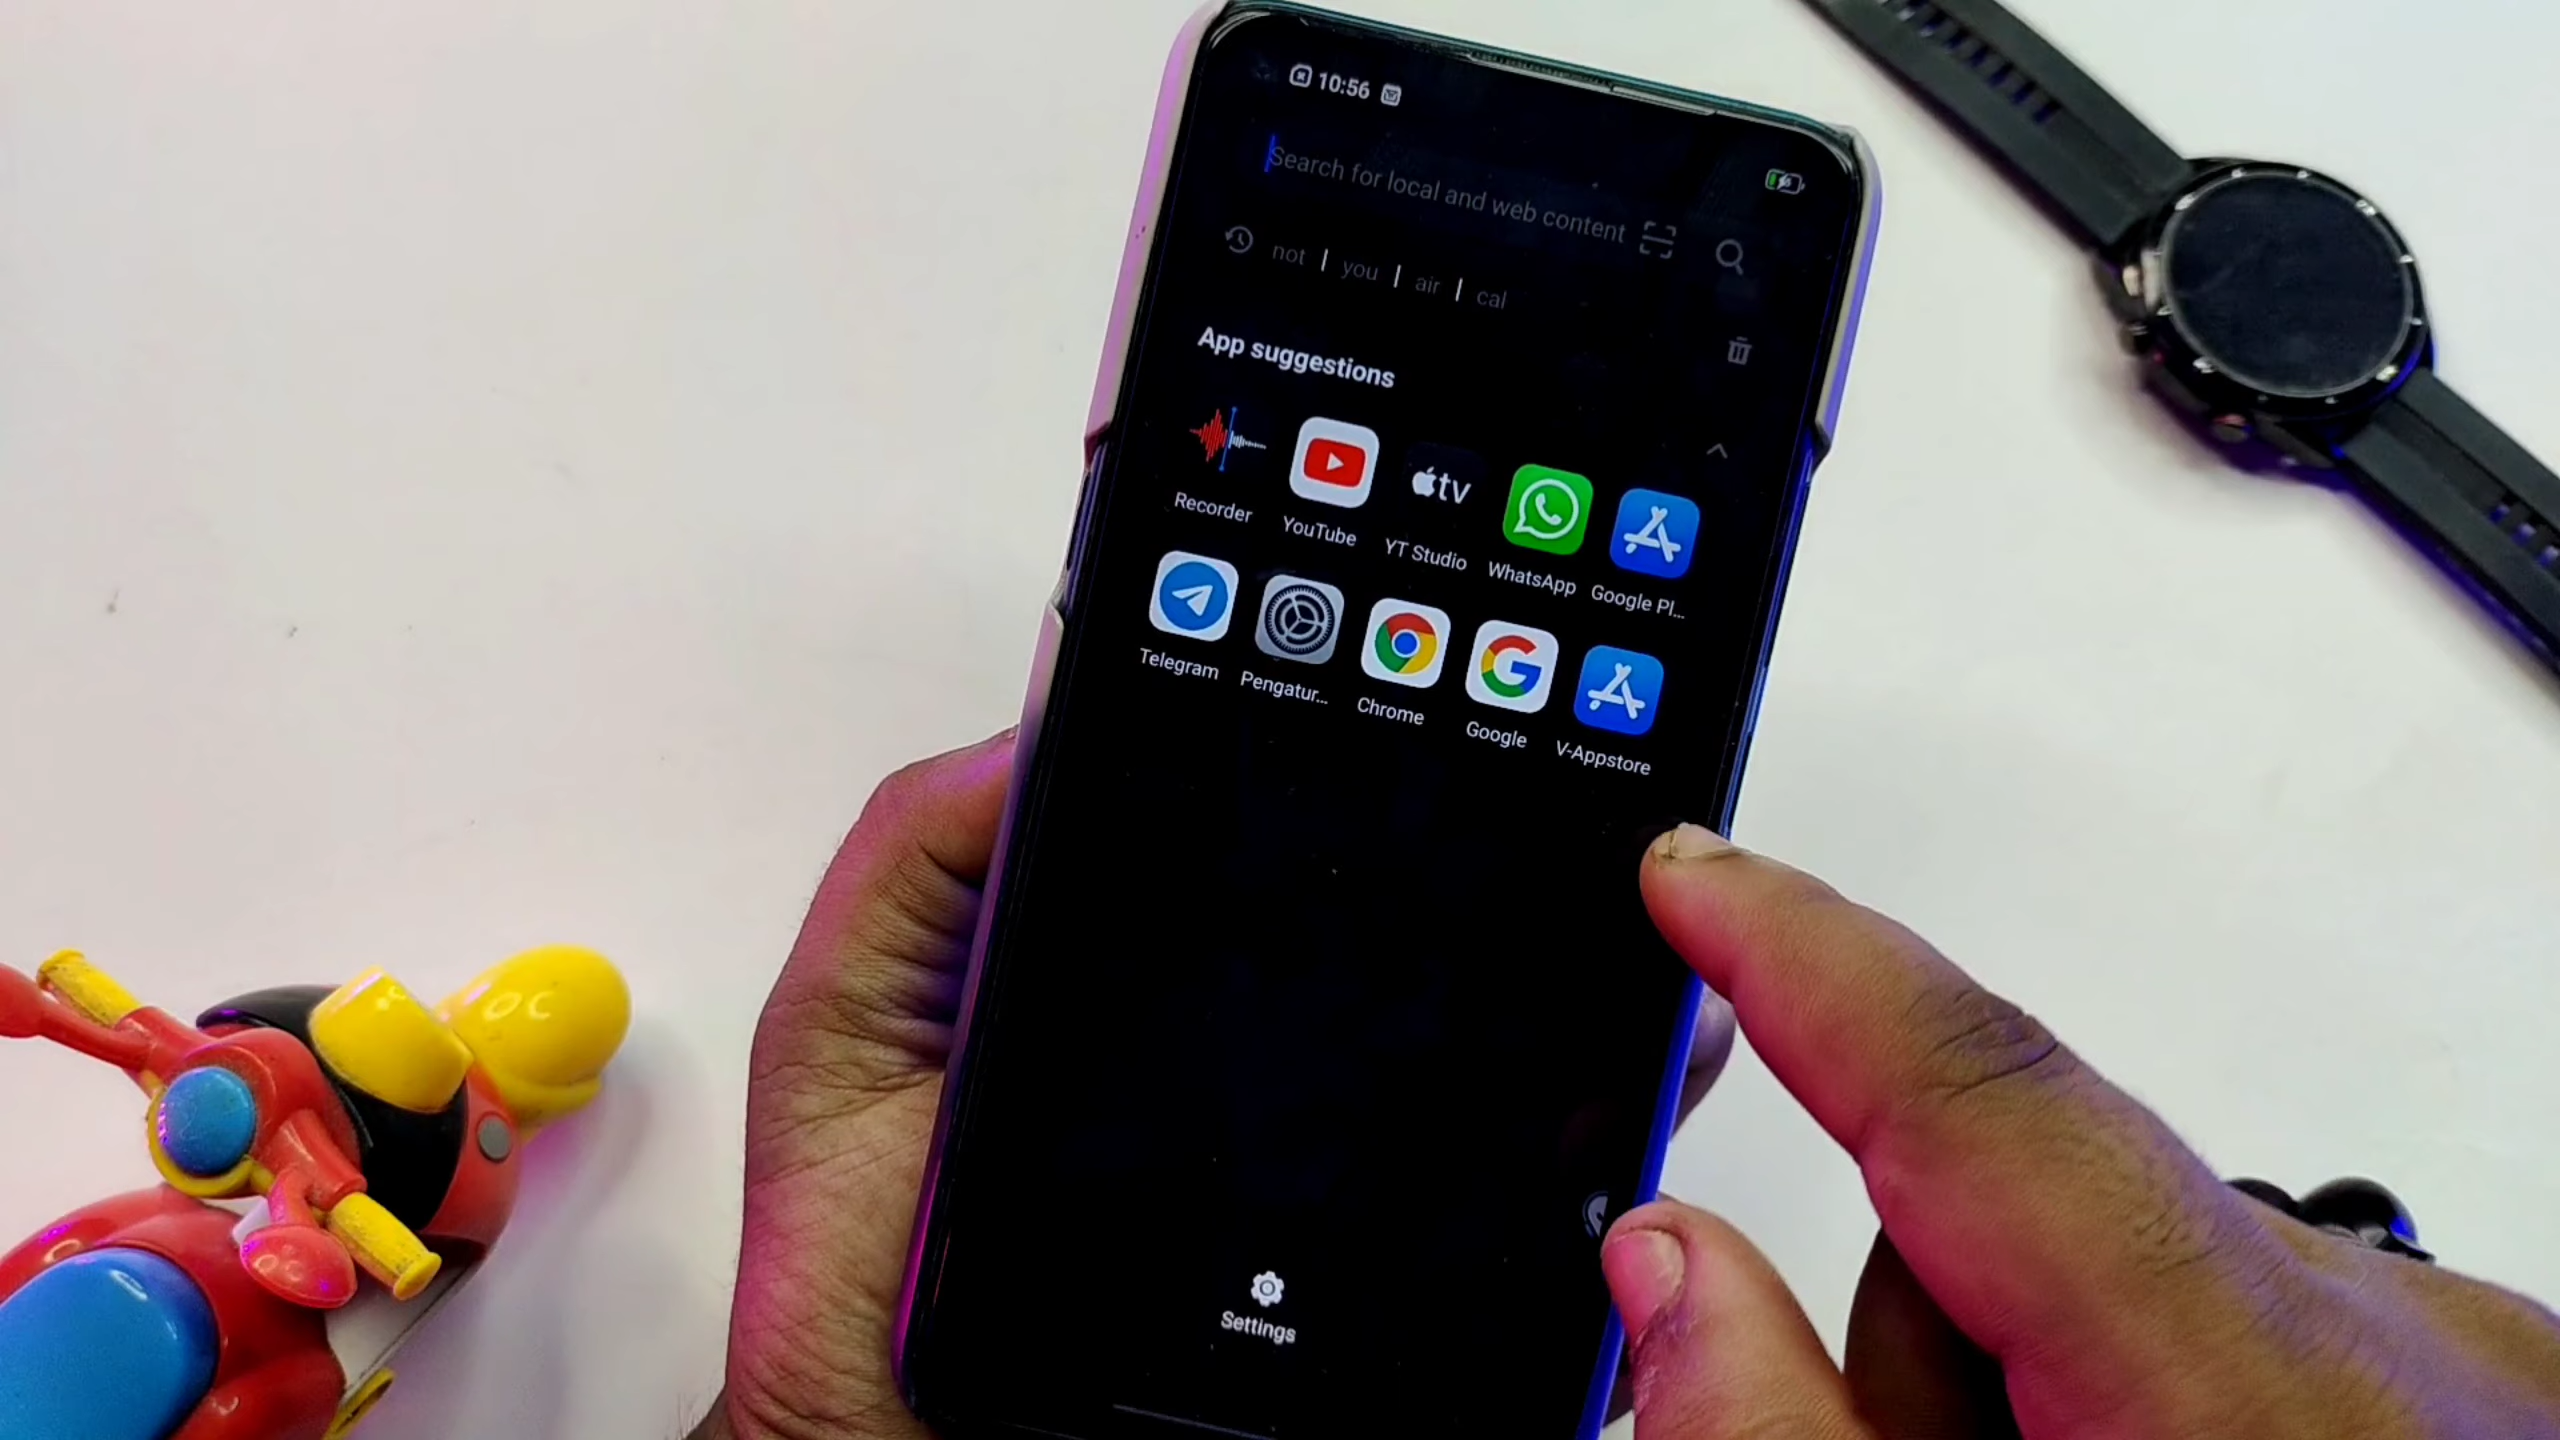 10:56
Search for local and web content
not | you | air | cal
App suggestions
tv
Recorder YouTube YT Studio WhatsApp Google Pl...
Telegram Pengatur... Chrome Google V-Appstore
Settings